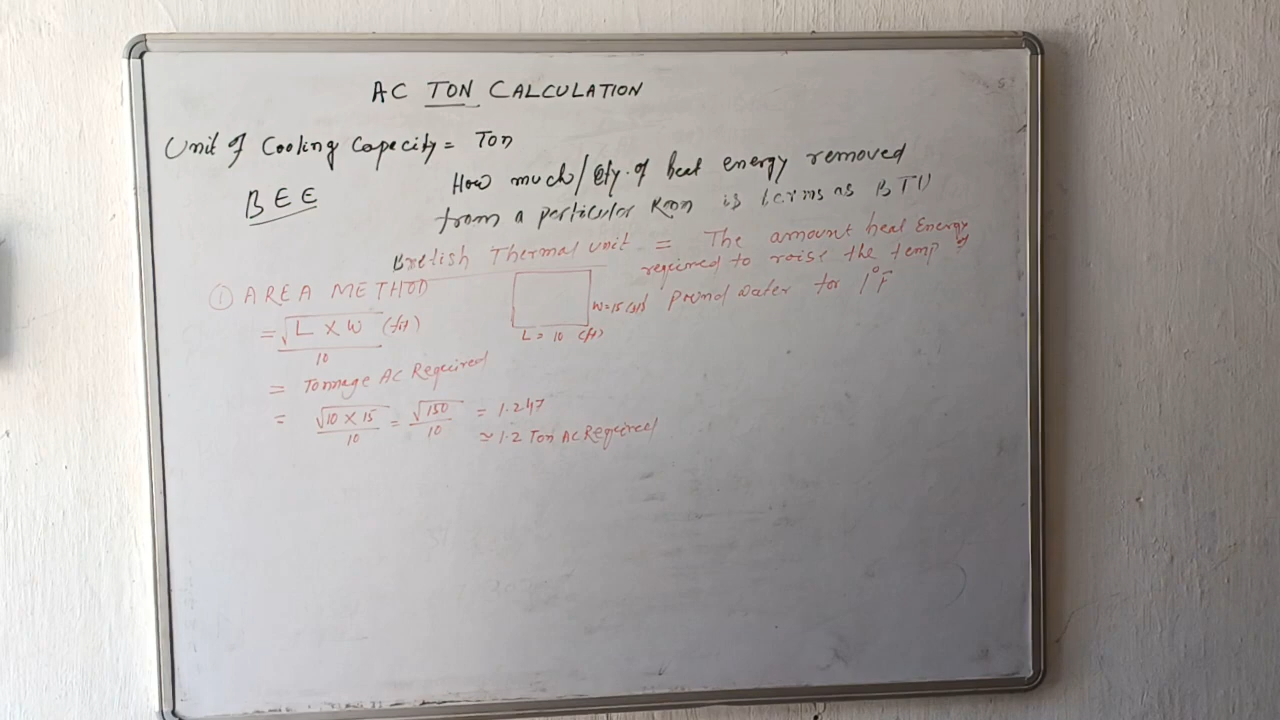 AC TON CALCULATION
Unit of Cooling Capacity = Ton
BEE
How much/Qty. of heat energy removed
from a particular Room is terms as BTU
British Thermal unit = The amount heat Energy
required to raise the temp of
pound water for 1°F
① AREA METHOD
W=15 (ft)
L = 10 (ft)
= √L × W (ft)
10
= Tonnage AC Required
= √10 × 15 / 10 = √150 / 10 = 1.247
≃ 1.2 Ton AC Required